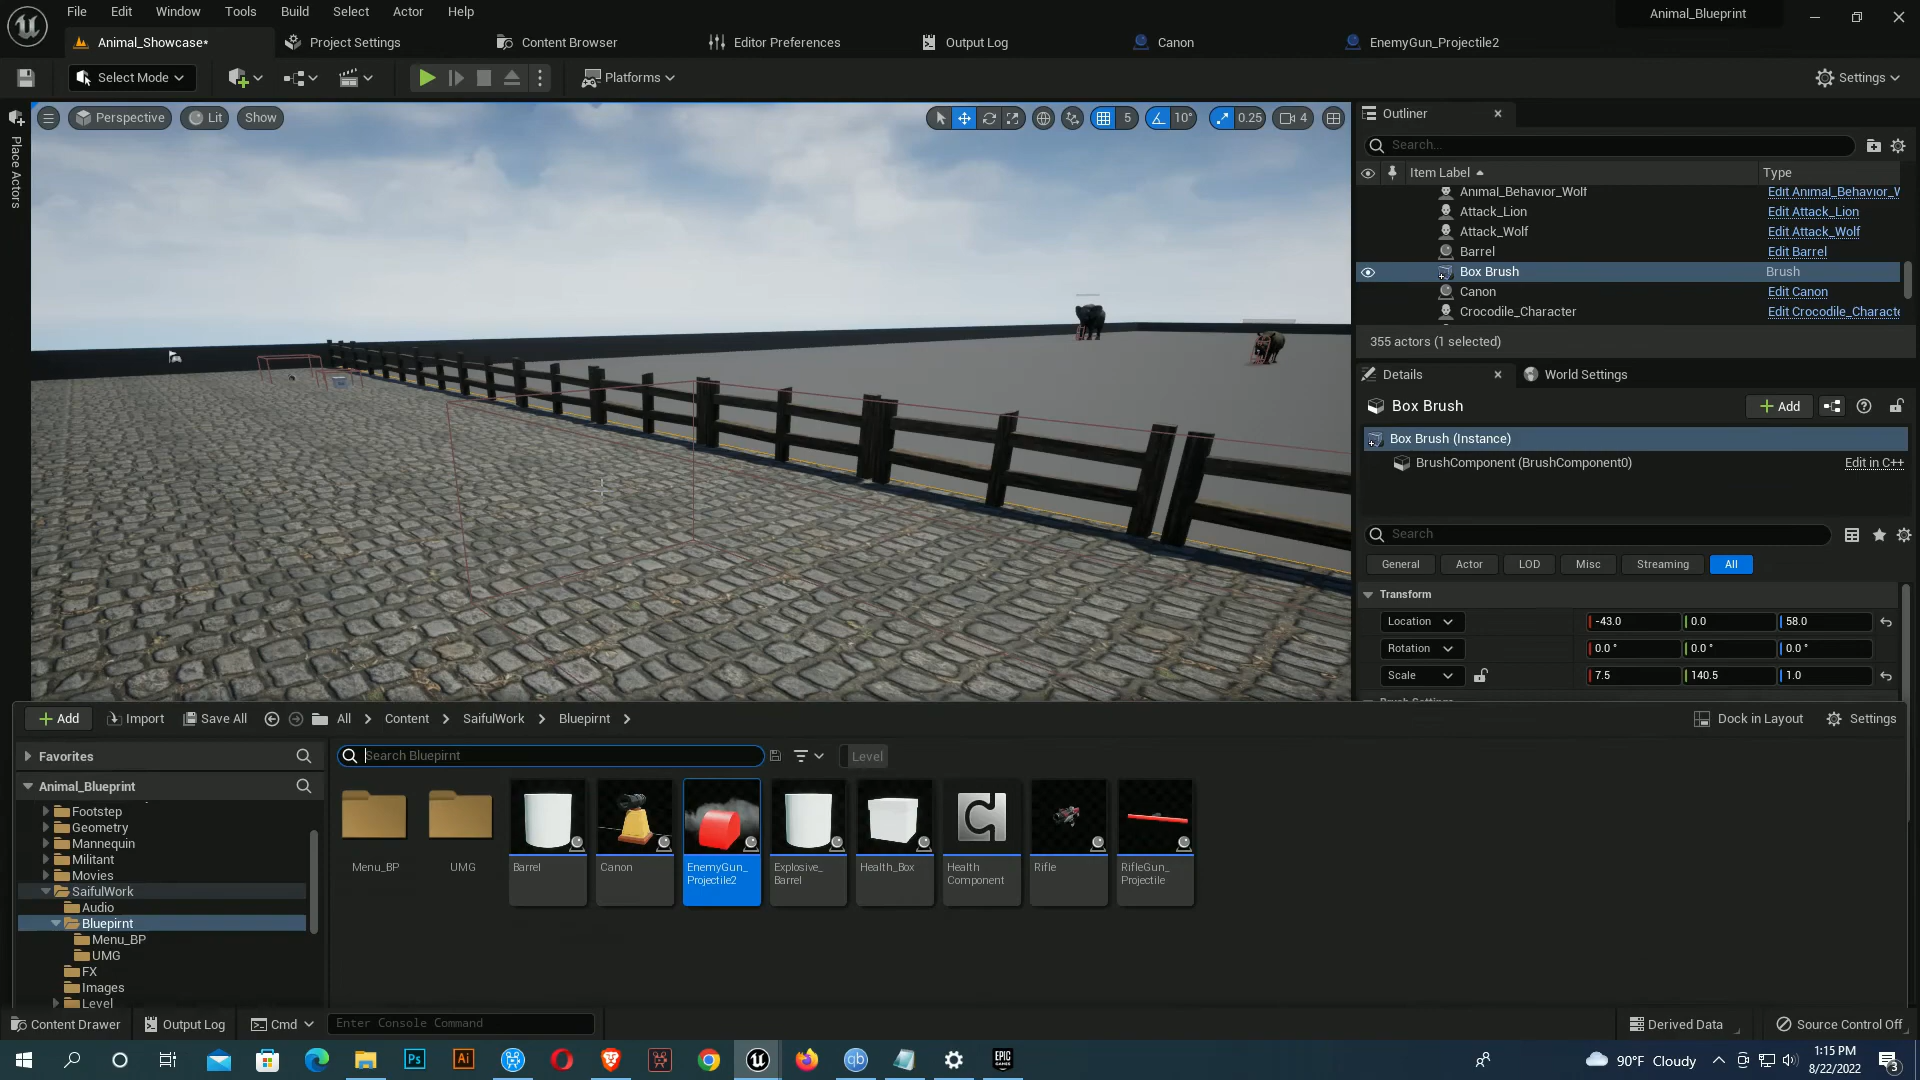 File Edit Window Tools Build Select Actor Help
Animal_Blueprint
Animal_Showcase* Project Settings Content Browser Editor Preferences Output Log Canon EnemyGun_Projectile2
Select Mode Platforms Settings
Place Actors
Perspective Lit Show 5 10° 0.25 4
Outliner
Search...
Item Label Type
Animal_Behavior_Wolf Edit Animal_Behavior_W
Attack_Lion Edit Attack_Lion
Attack_Wolf Edit Attack_Wolf
Barrel Edit Barrel
Box Brush Brush
Canon Edit Canon
Crocodile_Character Edit Crocodile_Characte
355 actors (1 selected)
Details World Settings
Box Brush Add
Box Brush (Instance)
BrushComponent (BrushComponent0) Edit in C++
Search
General Actor LOD Misc Streaming All
Transform
Location -43.0 0.0 58.0
Rotation 0.0 ° 0.0 ° 0.0 °
Scale 7.5 140.5 1.0
Add Import Save All All Content SaifulWork Bluepirnt Dock in Layout Settings
Favorites
Search Bluepirnt Level
Animal_Blueprint
Footstep
Geometry
Mannequin
Militant
Movies
SaifulWork
Audio
Bluepirnt
Menu_BP
UMG
FX
Images
Level
Menu_BP
UMG
Barrel
Canon
EnemyGun_
Projectile2
Explosive_
Barrel
Health_Box
Health
Component
Rifle
RifleGun_
Projectile
Content Drawer Output Log Cmd Enter Console Command Derived Data Source Control Off
Ps Ai qb EPIC GAMES 90°F Cloudy 1:15 PM
8/22/2022 3